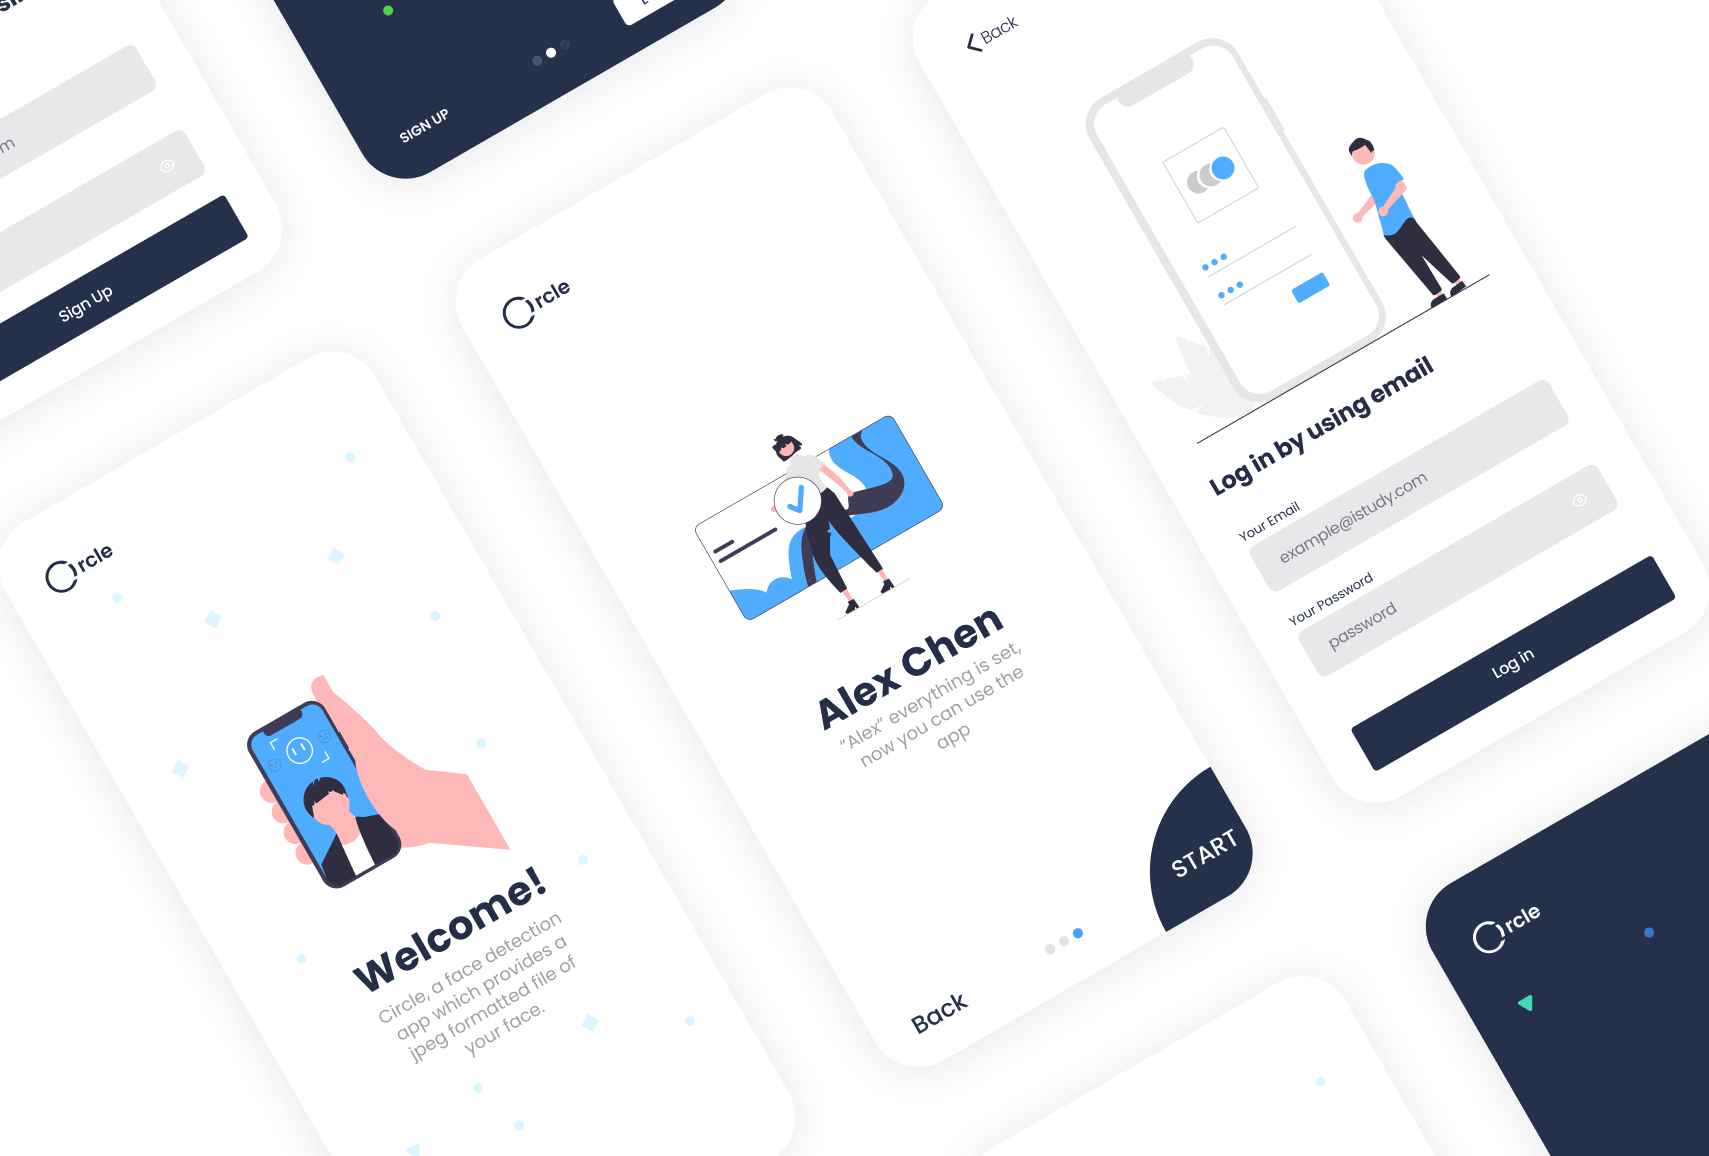 m
Sign Up
SIGN UP
rcle
Welcome!
Circle, a face detection
app which provides a
jpeg formatted file of
your face.
rcle
Alex Chen
“Alex” everything is set,
now you can use the
app
START
Back
Back
Log in by using email
Your Email
example@istudy.com
Your Password
password
Log in
rcle